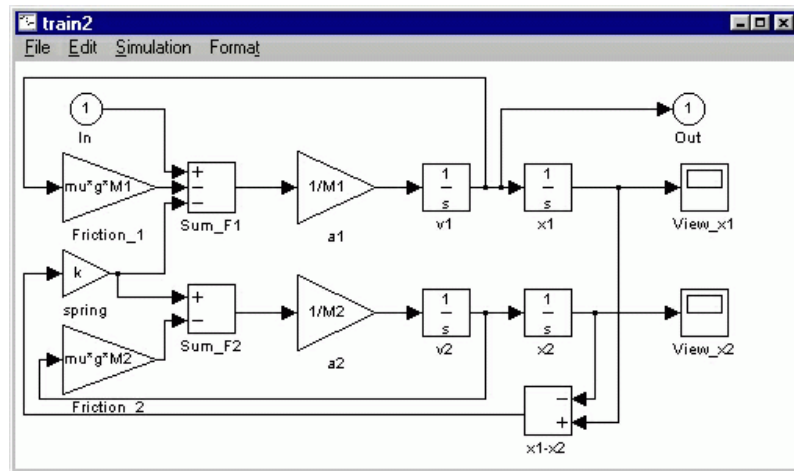 train2
File Edit Simulation Format
1
In
1
Out
mu*g*M1
Friction_1
+
−
−
Sum_F1
1/M1
a1
1
s
v1
1
s
x1
View_x1
k
spring
+
−
Sum_F2
1/M2
a2
1
s
v2
1
s
x2
View_x2
mu*g*M2
Friction_2
−
+
x1-x2